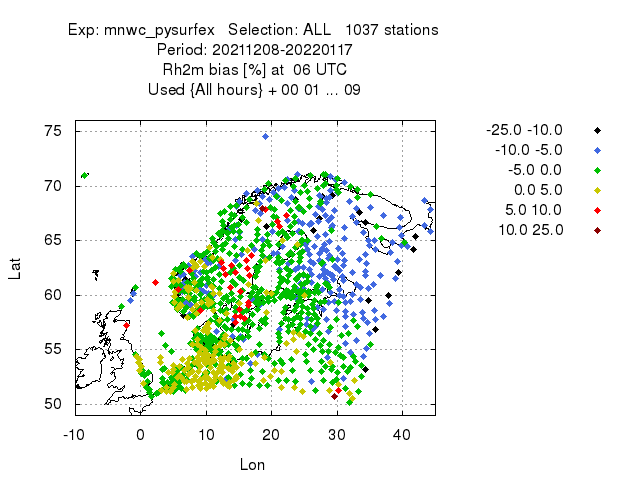 Exp: mnwc_pysurfex Selection: ALL 1037 stations
Period: 20211208-20220117
Rh2m bias [%] at 06 UTC
Used {All hours} + 00 01 ... 09
-25.0 -10.0
-10.0 -5.0
-5.0 0.0
0.0 5.0
5.0 10.0
10.0 25.0
75
70
65
60
55
50
Lat
-10 0 10 20 30 40
Lon